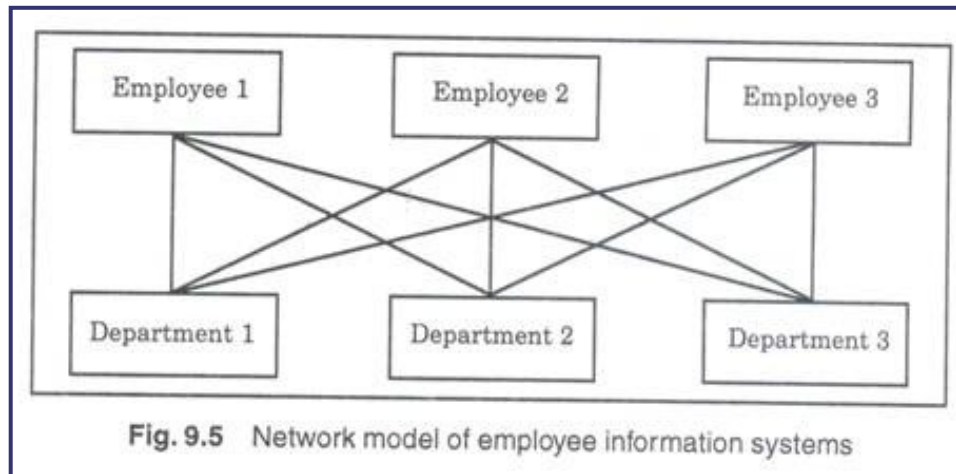 Employee 1
Employee 2
Employee 3
Department 1
Department 2
Department 3
Fig. 9.5 Network model of employee information systems